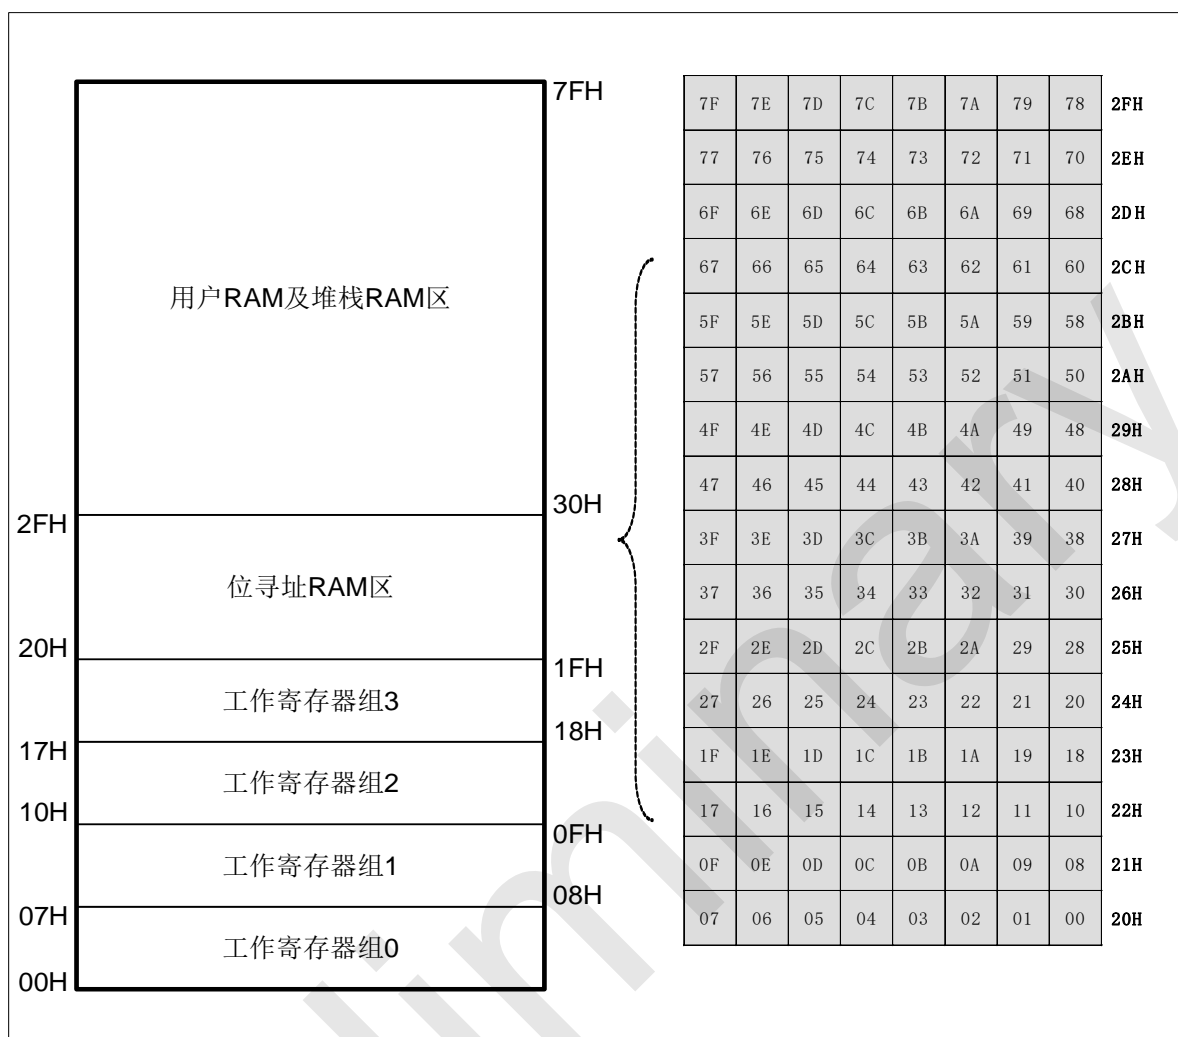 7FH
用户RAM及堆栈RAM区
30H
2FH
位寻址RAM区
20H
1FH
工作寄存器组3
18H
17H
工作寄存器组2
10H
0FH
工作寄存器组1
08H
07H
工作寄存器组0
00H
7F 7E 7D 7C 7B 7A 79 78 2FH
77 76 75 74 73 72 71 70 2EH
6F 6E 6D 6C 6B 6A 69 68 2DH
67 66 65 64 63 62 61 60 2CH
5F 5E 5D 5C 5B 5A 59 58 2BH
57 56 55 54 53 52 51 50 2AH
4F 4E 4D 4C 4B 4A 49 48 29H
47 46 45 44 43 42 41 40 28H
3F 3E 3D 3C 3B 3A 39 38 27H
37 36 35 34 33 32 31 30 26H
2F 2E 2D 2C 2B 2A 29 28 25H
27 26 25 24 23 22 21 20 24H
1F 1E 1D 1C 1B 1A 19 18 23H
17 16 15 14 13 12 11 10 22H
0F 0E 0D 0C 0B 0A 09 08 21H
07 06 05 04 03 02 01 00 20H
liminary